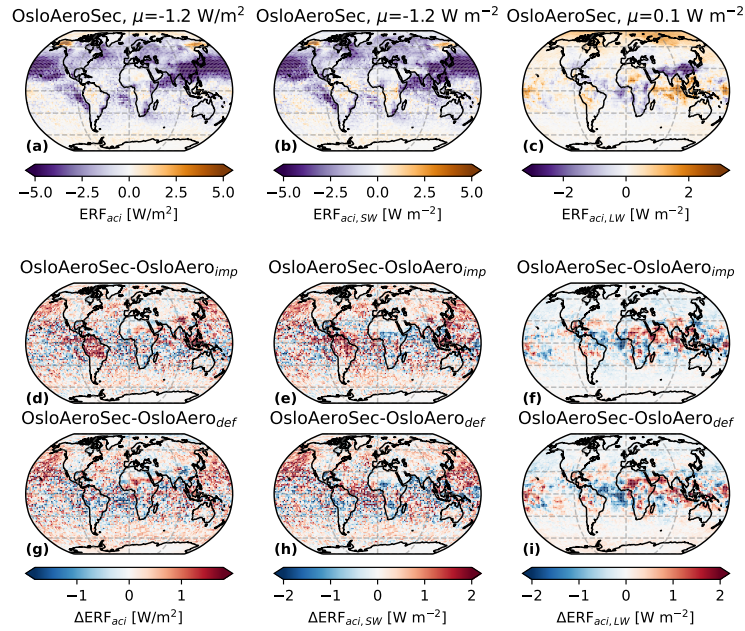 OsloAeroSec, μ=-1.2 W/m² OsloAeroSec, μ=-1.2 W m⁻² OsloAeroSec, μ=0.1 W m⁻²
(a) (b) (c)
−5.0 −2.5 0.0 2.5 5.0 −5.0 −2.5 0.0 2.5 5.0 −2 0 2
ERF_aci [W/m²] ERF_aci, SW [W m⁻²] ERF_aci, LW [W m⁻²]
OsloAeroSec-OsloAero_imp OsloAeroSec-OsloAero_imp OsloAeroSec-OsloAero_imp
(d) (e) (f)
OsloAeroSec-OsloAero_def OsloAeroSec-OsloAero_def OsloAeroSec-OsloAero_def
(g) (h) (i)
−1 0 1 −2 −1 0 1 2 −2 −1 0 1 2
ΔERF_aci [W/m²] ΔERF_aci, SW [W m⁻²] ΔERF_aci, LW [W m⁻²]